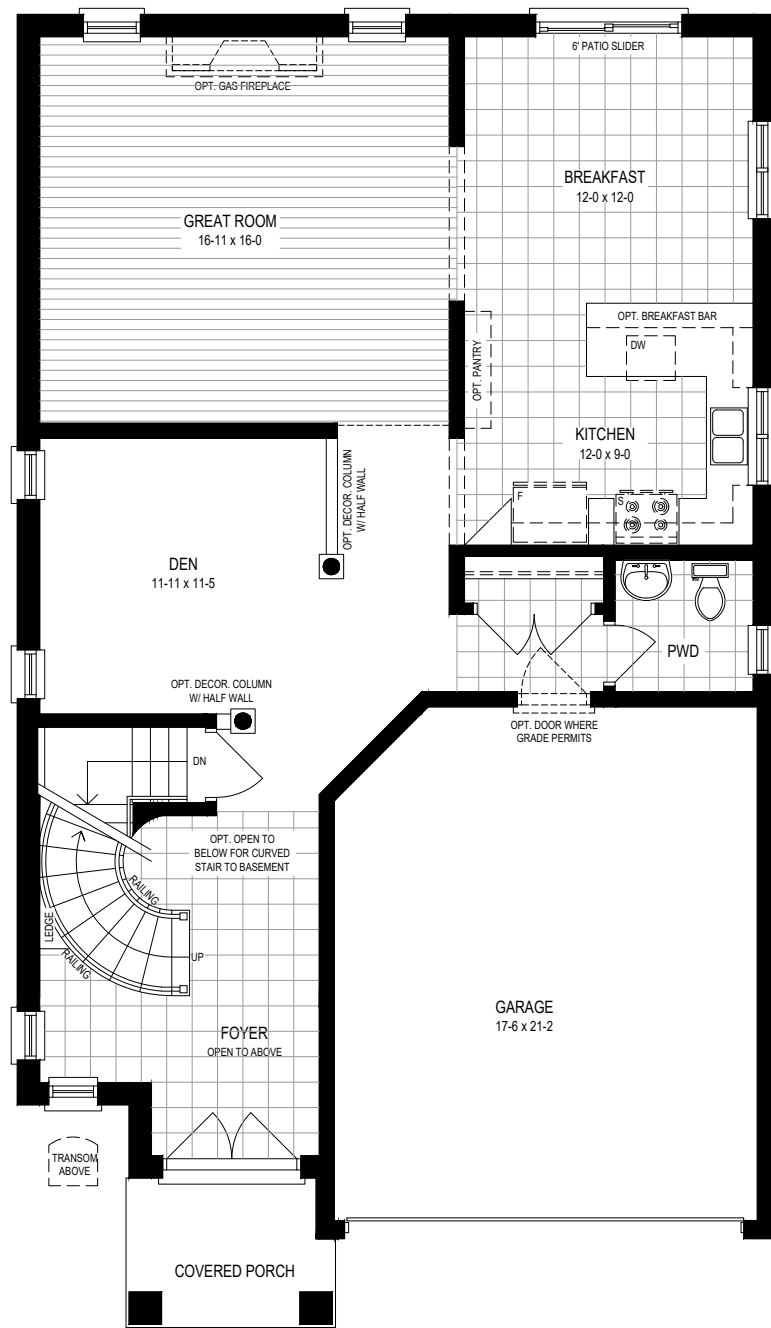 6' PATIO SLIDER
OPT. GAS FIREPLACE
BREAKFAST
12-0 x 12-0
GREAT ROOM
16-11 x 16-0
OPT. BREAKFAST BAR
DW
OPT. PANTRY
KITCHEN
12-0 x 9-0
OPT. DECOR. COLUMN
W/ HALF WALL
F
S
DEN
11-11 x 11-5
PWD
OPT. DECOR. COLUMN
W/ HALF WALL
OPT. DOOR WHERE
GRADE PERMITS
DN
OPT. OPEN TO
BELOW FOR CURVED
STAIR TO BASEMENT
RAILING
LEDGE
RAILING
UP
GARAGE
17-6 x 21-2
FOYER
OPEN TO ABOVE
TRANSOM
ABOVE
COVERED PORCH